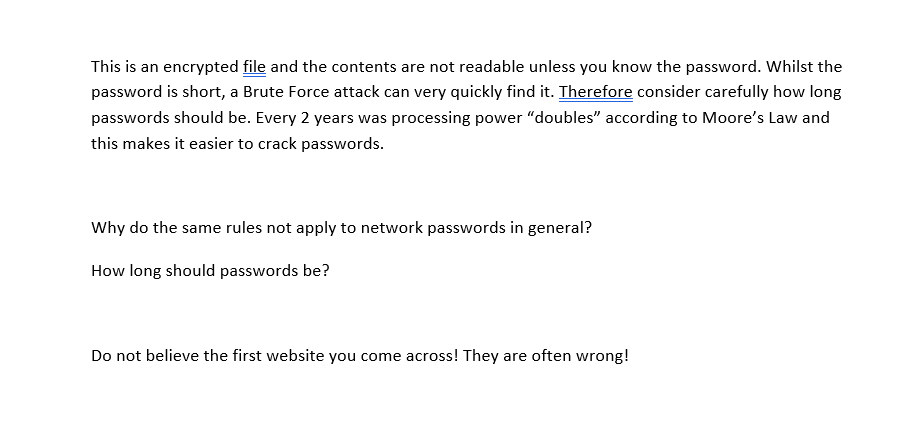 This is an encrypted file and the contents are not readable unless you know the password. Whilst the
password is short, a Brute Force attack can very quickly find it. Therefore consider carefully how long
passwords should be. Every 2 years was processing power “doubles” according to Moore’s Law and
this makes it easier to crack passwords.
Why do the same rules not apply to network passwords in general?
How long should passwords be?
Do not believe the first website you come across! They are often wrong!